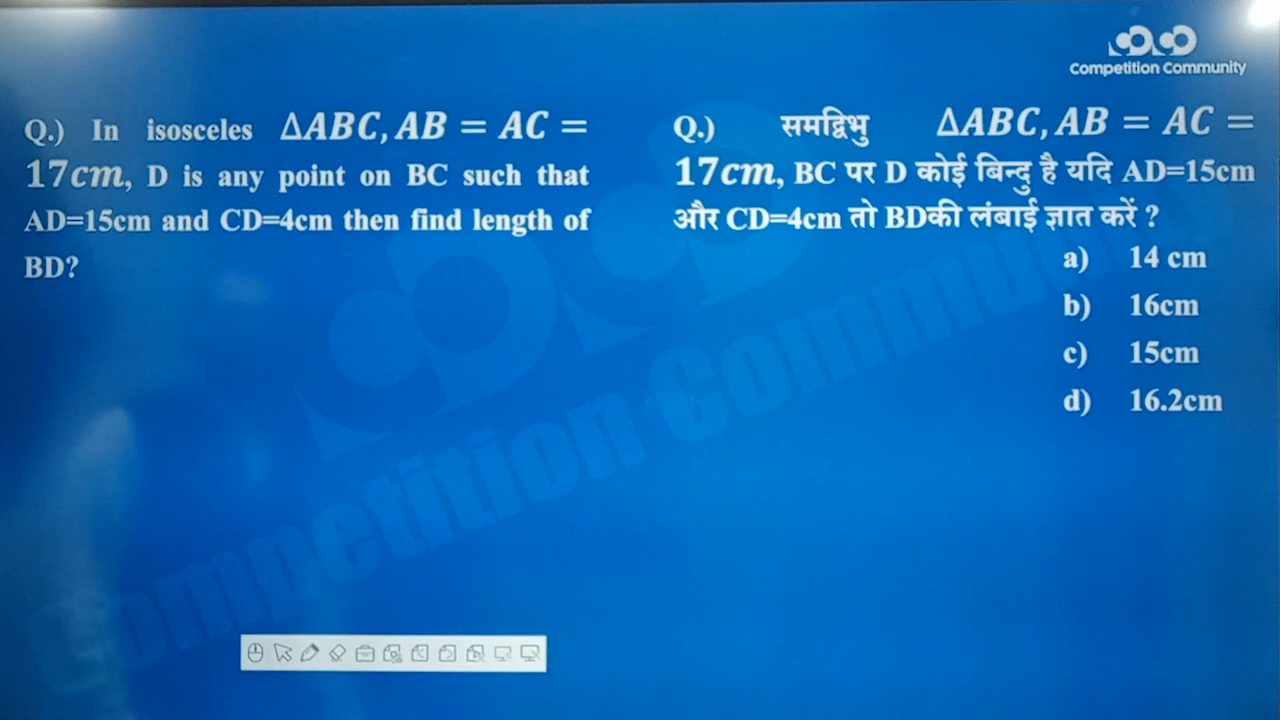 Competition Community
Q.) In isosceles ΔABC, AB = AC =
17cm, D is any point on BC such that
AD=15cm and CD=4cm then find length of
BD?
Q.) समद्विभु ΔABC, AB = AC =
17cm, BC पर D कोई बिन्दु है यदि AD=15cm
और CD=4cm तो BDकी लंबाई ज्ञात करें ?
a) 14 cm
b) 16cm
c) 15cm
d) 16.2cm
Competition Community